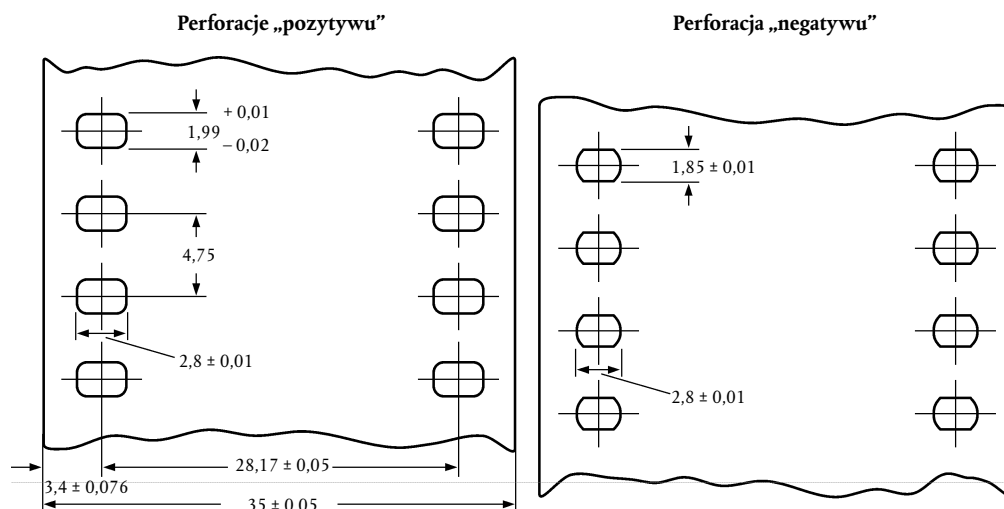 Perforacje „pozytywu”
Perforacja „negatywu”
+ 0,01
1,99
− 0,02
4,75
2,8 ± 0,01
28,17 ± 0,05
3,4 ± 0,076
35 ± 0,05
1,85 ± 0,01
2,8 ± 0,01